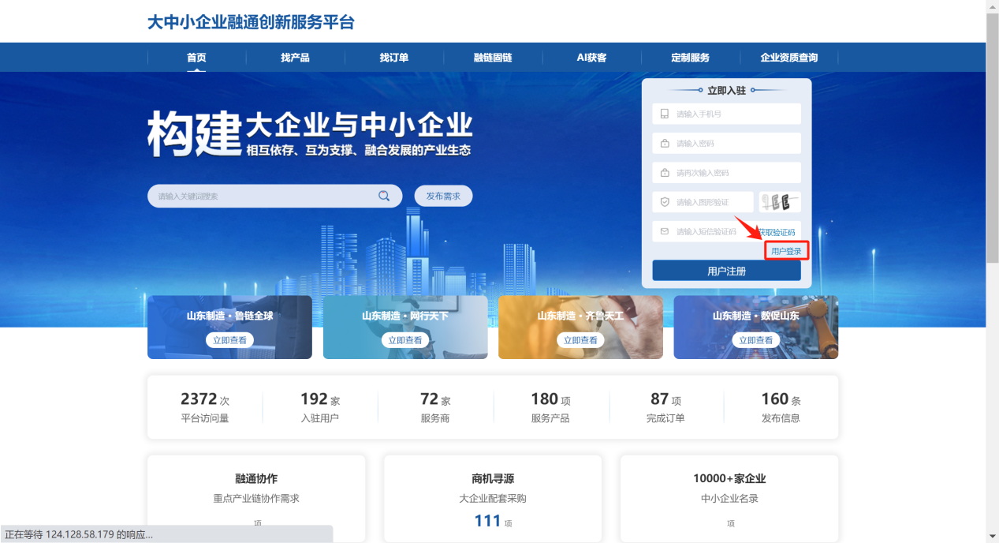 大中小企业融通创新服务平台
首页 找产品 找订单 融链固链 AI获客 定制服务 企业资质查询
构建 大企业与中小企业
相互依存、互为支撑、融合发展的产业生态
请输入关键词搜索 发布需求
立即入驻
请输入手机号
请输入密码
请再次输入密码
请输入图形验证
请输入短信验证码 获取验证码
用户登录
用户注册
山东制造·鲁链全球 山东制造·网行天下 山东制造·齐鲁天工 山东制造·数促山东
立即查看 立即查看 立即查看 立即查看
2372 次 192 家 72 家 180 项 87 项 160 条
平台访问量 入驻用户 服务商 服务产品 完成订单 发布信息
融通协作 商机寻源 10000+家企业
重点产业链协作需求 大企业配套采购 中小企业名录
项 111 项 项
正在等待 124.128.58.179 的响应...